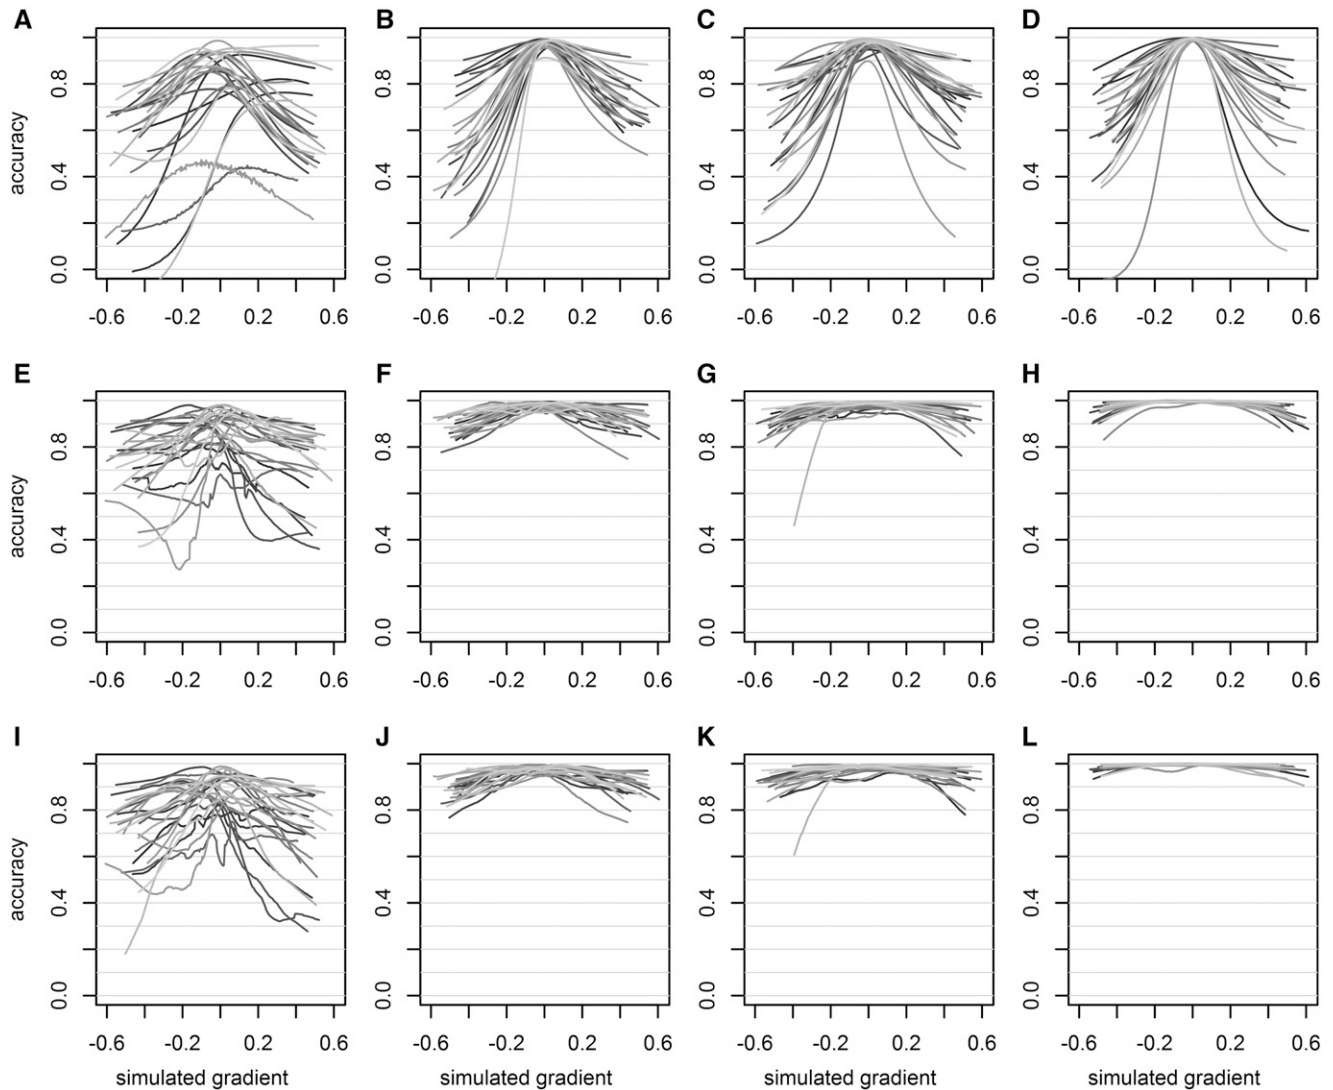 A B C D
accuracy 0.0 0.4 0.8 0.0 0.4 0.8 0.0 0.4 0.8 0.0 0.4 0.8
-0.6 -0.2 0.2 0.6 -0.6 -0.2 0.2 0.6 -0.6 -0.2 0.2 0.6 -0.6 -0.2 0.2 0.6
E F G H
accuracy 0.0 0.4 0.8 0.0 0.4 0.8 0.0 0.4 0.8 0.0 0.4 0.8
-0.6 -0.2 0.2 0.6 -0.6 -0.2 0.2 0.6 -0.6 -0.2 0.2 0.6 -0.6 -0.2 0.2 0.6
I J K L
accuracy 0.0 0.4 0.8 0.0 0.4 0.8 0.0 0.4 0.8 0.0 0.4 0.8
-0.6 -0.2 0.2 0.6 -0.6 -0.2 0.2 0.6 -0.6 -0.2 0.2 0.6 -0.6 -0.2 0.2 0.6
simulated gradient simulated gradient simulated gradient simulated gradient